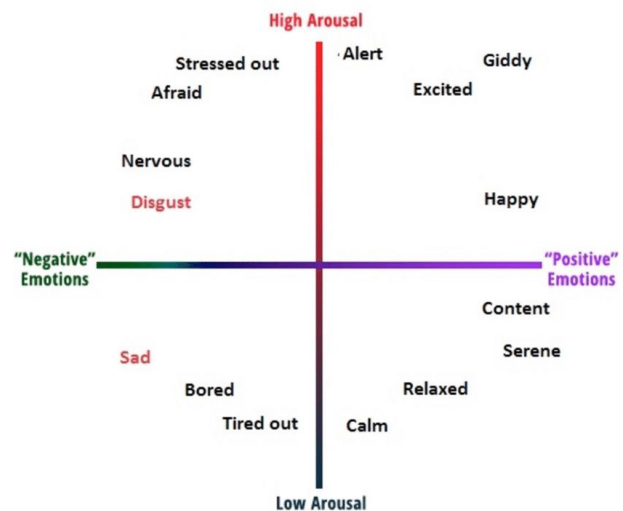 High Arousal
Alert
Stressed out
Giddy
Afraid
Excited
Nervous
Disgust
Happy
“Negative”
Emotions
“Positive”
Emotions
Content
Sad
Serene
Bored
Relaxed
Tired out
Calm
Low Arousal